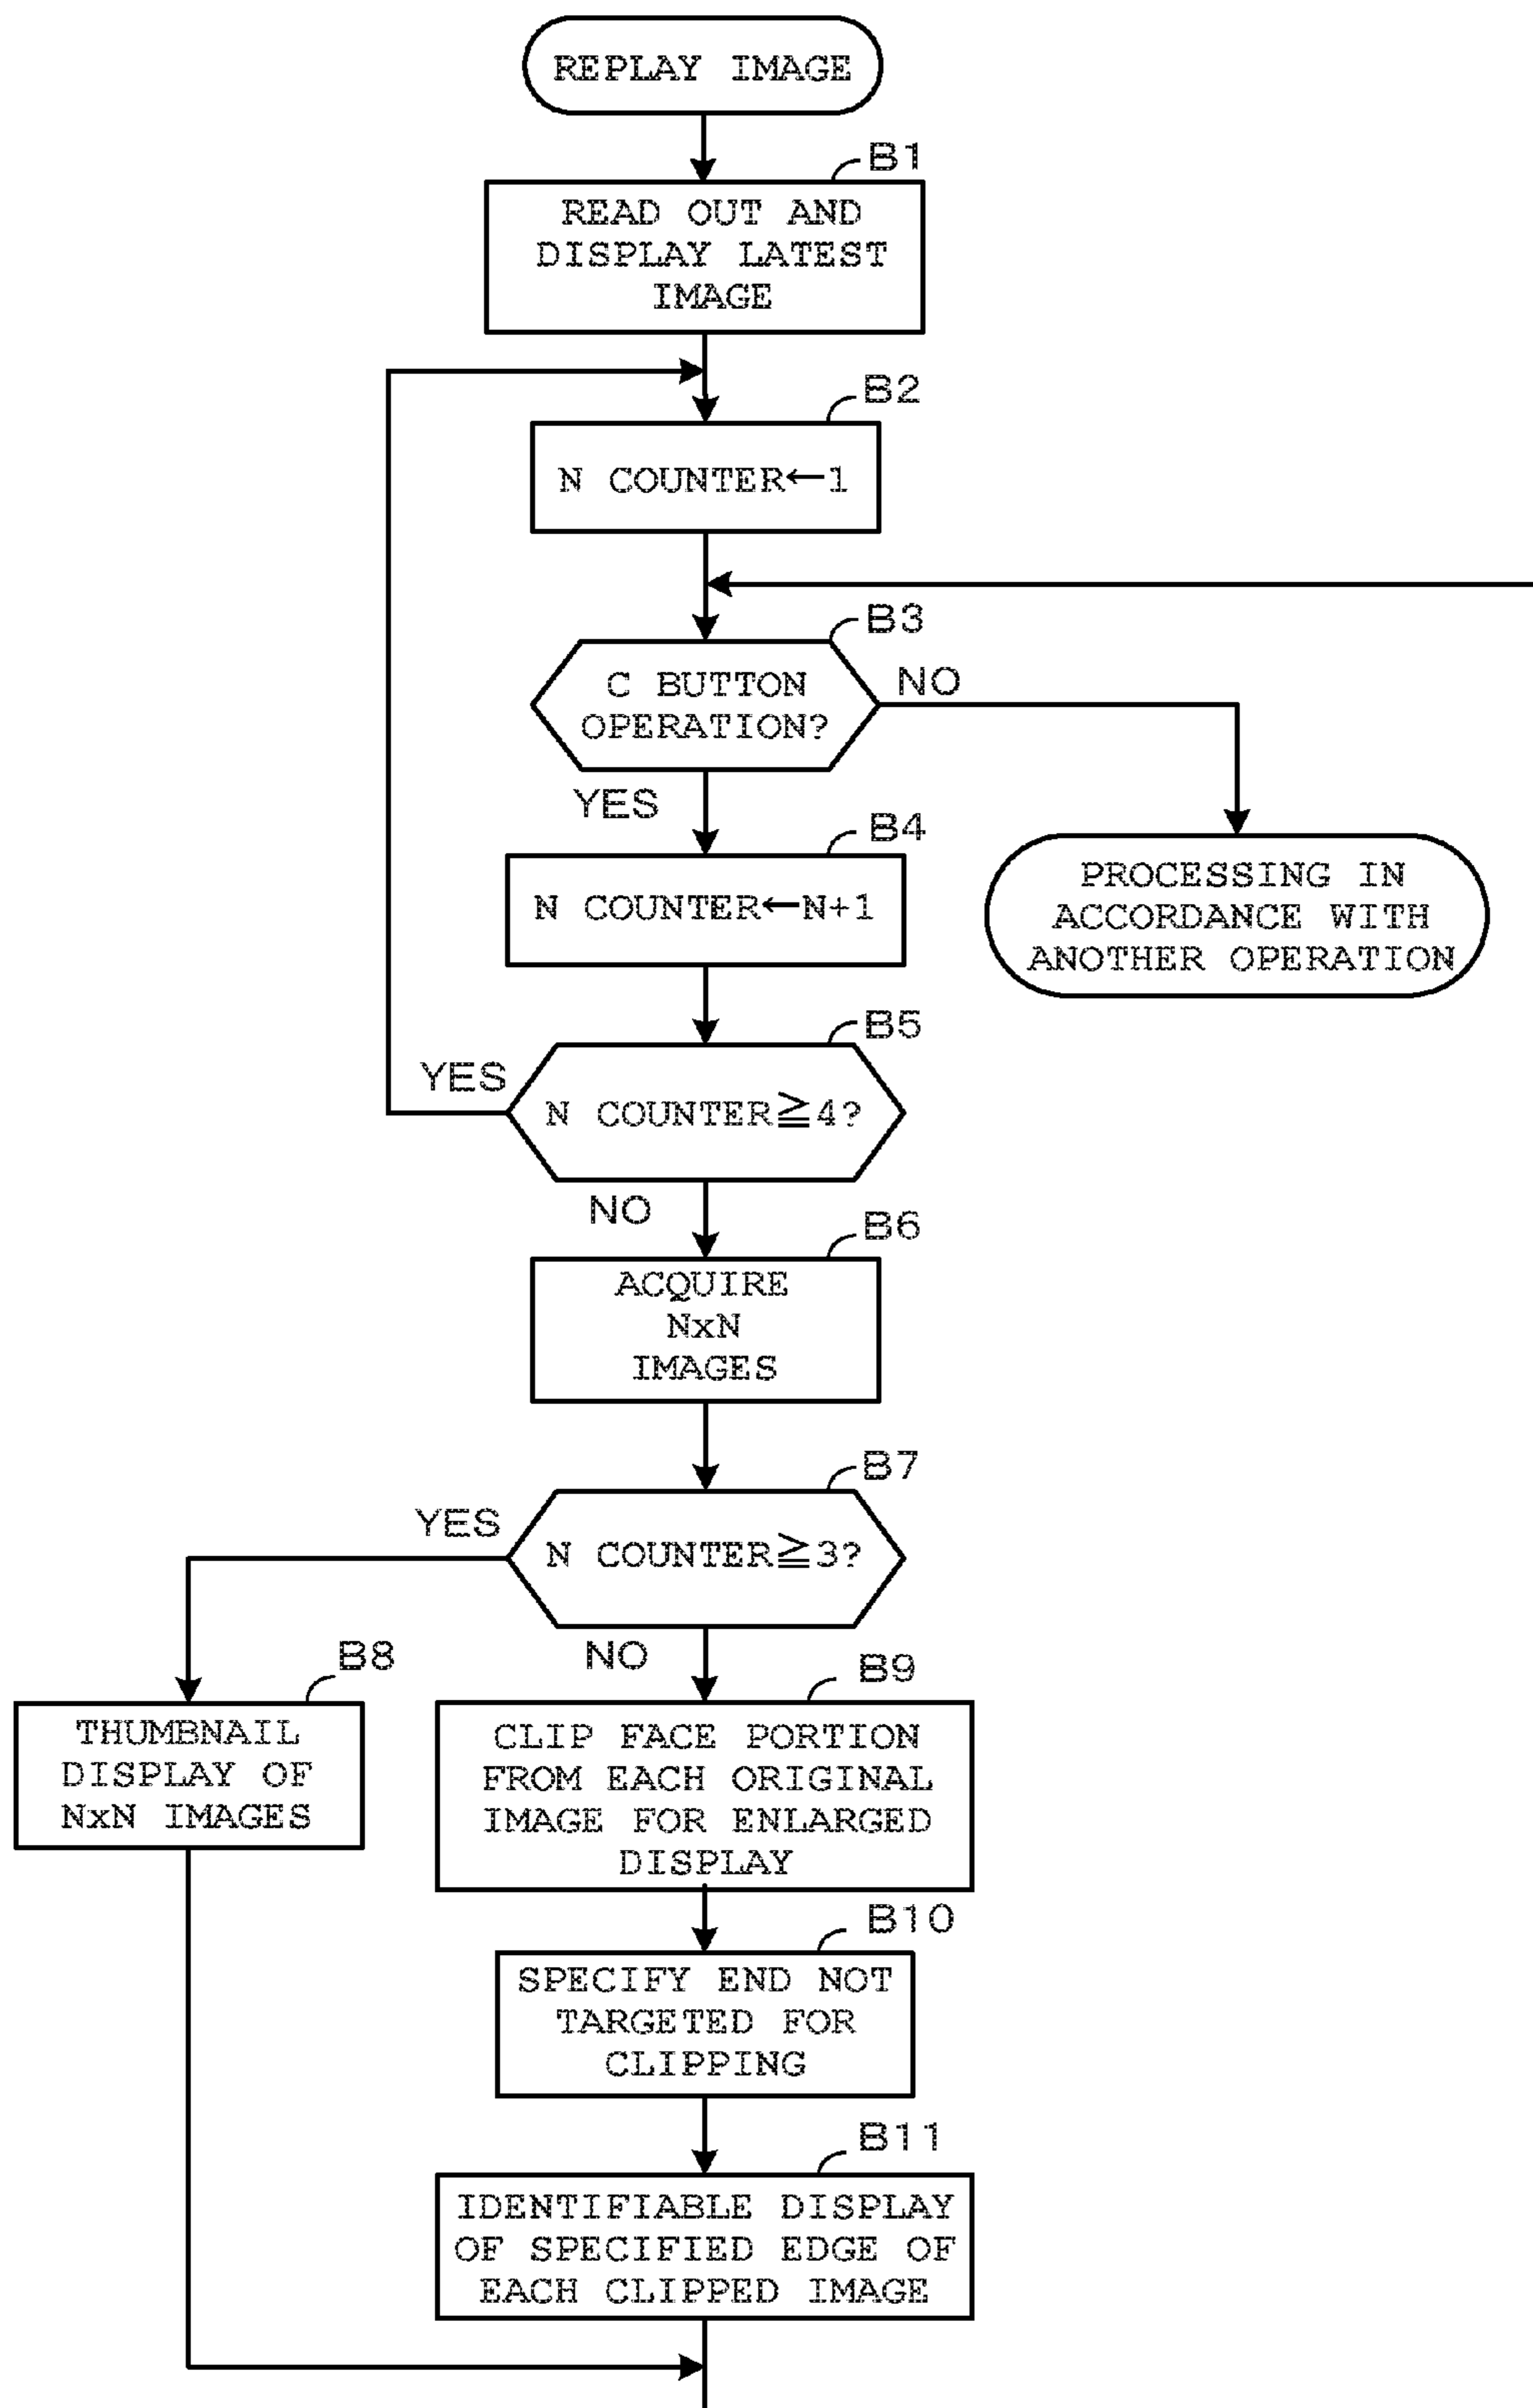 REPLAY IMAGE
B1
READ OUT AND
DISPLAY LATEST
IMAGE
B2
N COUNTER←1
B3
C BUTTON
OPERATION?
NO
YES
B4
N COUNTER←N+1
PROCESSING IN
ACCORDANCE WITH
ANOTHER OPERATION
B5
YES
N COUNTER≧4?
NO
B6
ACQUIRE
NxN
IMAGES
B7
YES
N COUNTER≧3?
NO
B8
THUMBNAIL
DISPLAY OF
NxN IMAGES
B9
CLIP FACE PORTION
FROM EACH ORIGINAL
IMAGE FOR ENLARGED
DISPLAY
B10
SPECIFY END NOT
TARGETED FOR
CLIPPING
B11
IDENTIFIABLE DISPLAY
OF SPECIFIED EDGE OF
EACH CLIPPED IMAGE